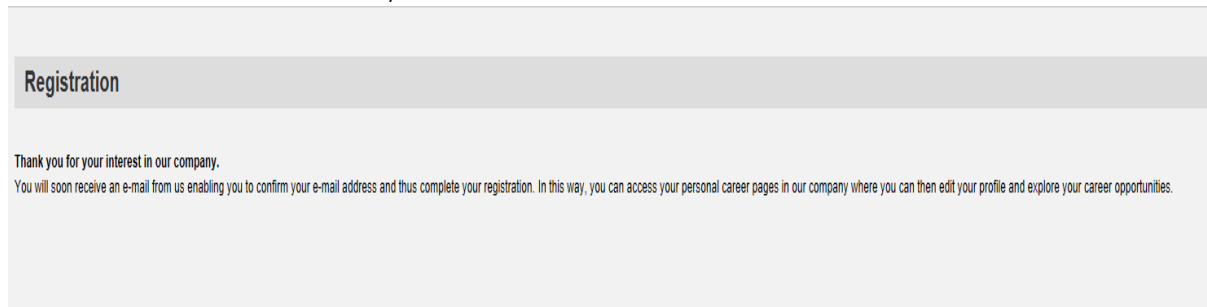 Registration
Thank you for your interest in our company.
You will soon receive an e-mail from us enabling you to confirm your e-mail address and thus complete your registration. In this way, you can access your personal career pages in our company where you can then edit your profile and explore your career opportunities.